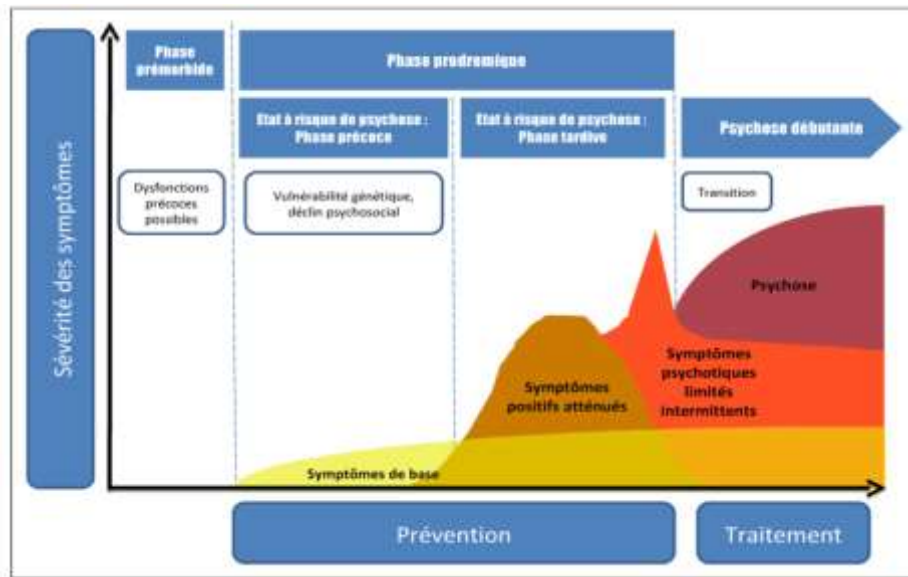 Sévérité des symptômes
Phase
prémorbide
Phase prodromique
Etat à risque de psychose :
Phase précoce
Etat à risque de psychose :
Phase tardive
Psychose débutante
Dysfonctions
précoces
possibles
Vulnérabilité génétique,
déclin psychosocial
Transition
Psychose
Symptômes
positifs atténués
Symptômes
psychotiques
limités
intermittents
Symptômes de base
Prévention
Traitement